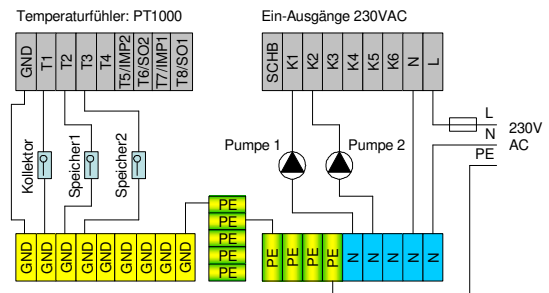 Temperaturfühler: PT1000
Ein-Ausgänge 230VAC
GND
T1
T2
T3
T4
T5/IMP2
T6/SO2
T7/IMP1
T8/SO1
SCHB
K1
K2
K3
K4
K5
K6
N
L
L
N
PE
230V
AC
Kollektor
Speicher1
Speicher2
Pumpe 1
Pumpe 2
GND
GND
GND
GND
GND
GND
GND
GND
PE
PE
PE
PE
PE
PE
PE
PE
PE
N
N
N
N
N